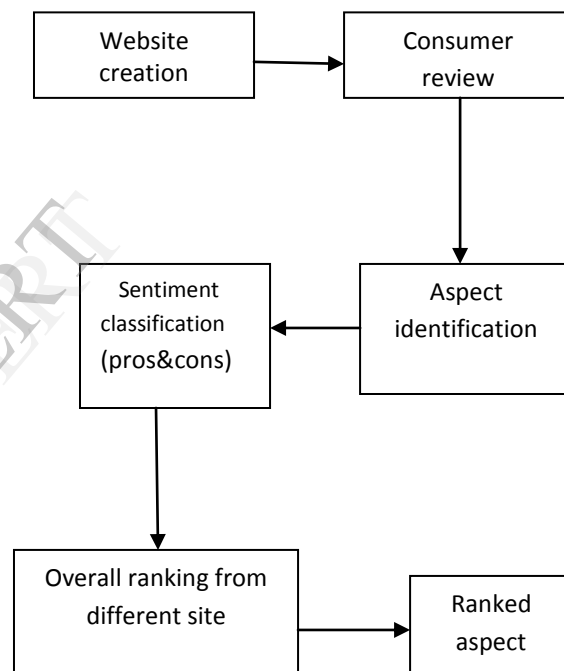 Website
creation
Consumer
review
Sentiment
classification
(pros&cons)
Aspect
identification
Overall ranking from
different site
Ranked
aspect